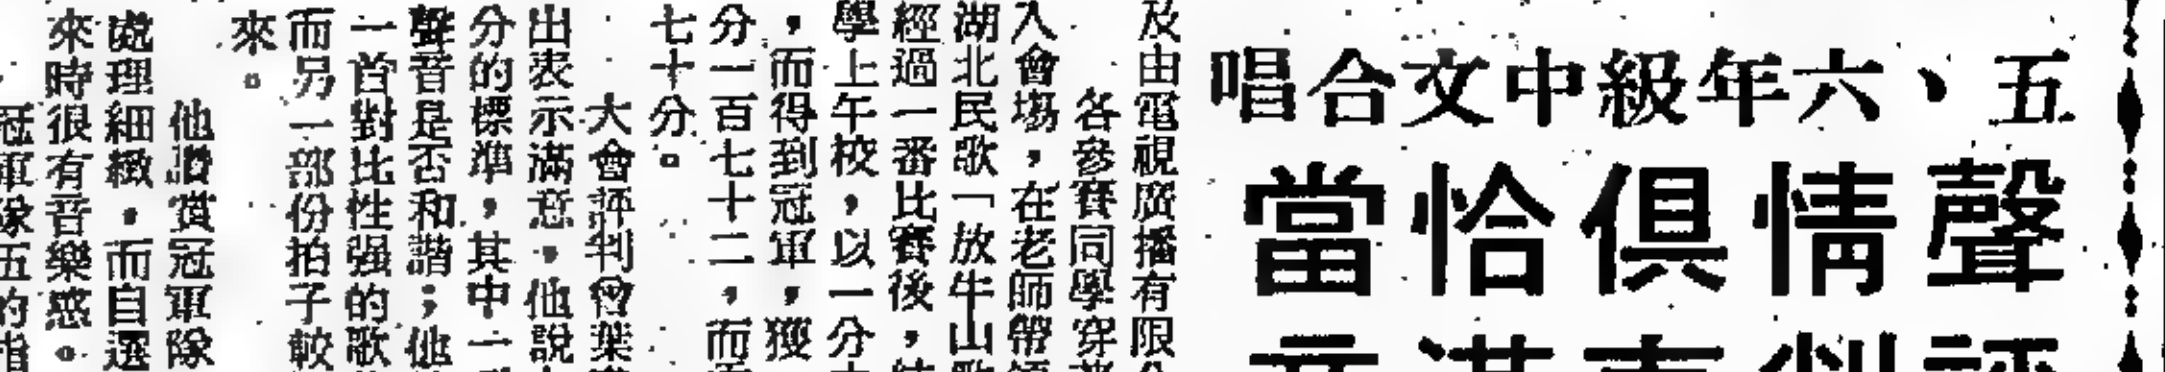 五、六年級中文合唱
聲情俱恰當
及由電視廣播有限
各參賽同學穿
入會場，在老師帶
湖北民歌「放牛山
經過一番比賽後，
學上午校，以一分
，而得到冠軍，獲
分一百七十二，而
七十分。
大會評判會葉
出表示滿意，他說
分的標準，其中一
聲音是否和諧；他
一首對比性强的歌
而另一部份拍子較
來。
他讚賞冠軍隊
處理細緻，而自選
來時很有音樂感。
冠軍隊五的指